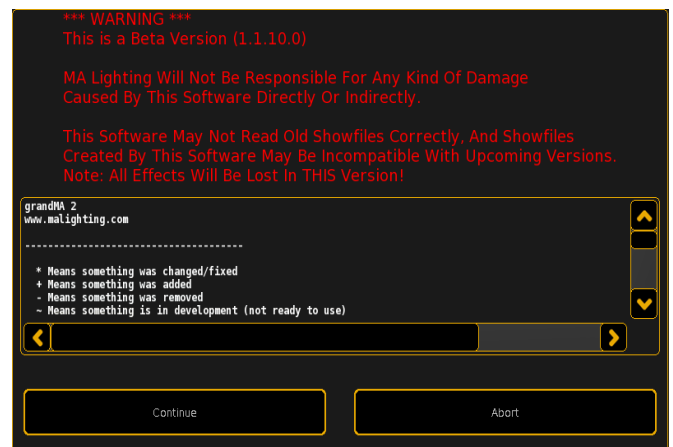 *** WARNING ***
This is a Beta Version (1.1.10.0)
MA Lighting Will Not Be Responsible For Any Kind Of Damage
Caused By This Software Directly Or Indirectly.
This Software May Not Read Old Showfiles Correctly, And Showfiles
Created By This Software May Be Incompatible With Upcoming Versions.
Note: All Effects Will Be Lost In THIS Version!
grandMA 2
www.malighting.com
--------------------------------------
* Means something was changed/fixed
+ Means something was added
- Means something was removed
~ Means something is in development (not ready to use)
Continue
Abort